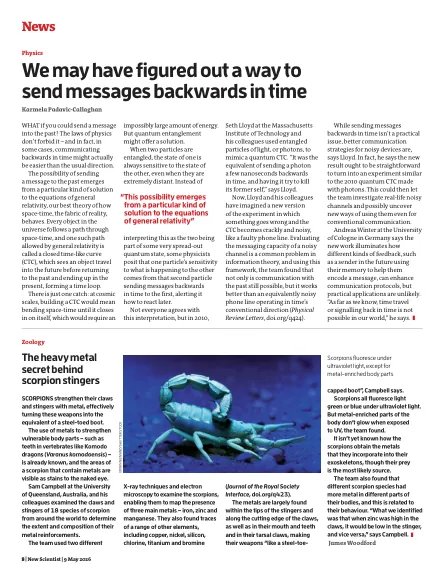 News
Physics
We may have figured out a way to
send messages backwards in time
Karmela Padavic-Callaghan
WHAT if you could send a message
into the past? The laws of physics
don't forbid it – and in fact, in
some cases, communicating
backwards in time might actually
be easier than the usual direction.
The possibility of sending
a message to the past emerges
from a particular kind of solution
to the equations of general
relativity, our best theory of how
space-time, the fabric of reality,
behaves. Every object in the
universe follows a path through
space-time, and one such path
allowed by general relativity is
called a closed time-like curve
(CTC), which sees an object travel
into the future before returning
to the past and ending up in the
present, forming a time loop.
There is just one catch: at cosmic
scales, building a CTC would mean
bending space-time until it closes
in on itself, which would require an
impossibly large amount of energy.
But quantum entanglement
might offer a solution.
When two particles are
entangled, the state of one is
always sensitive to the state of
the other, even when they are
extremely distant. Instead of
"This possibility emerges
from a particular kind of
solution to the equations
of general relativity"
interpreting this as the two being
part of some very spread out
quantum state, some physicists
posit that one particle's sensitivity
to what is happening to the other
comes from that second particle
sending messages backwards
in time to the first, alerting it
how to react later.
Not everyone agrees with
this interpretation, but in 2010,
Seth Lloyd at the Massachusetts
Institute of Technology and
his colleagues used entangled
particles of light, or photons, to
mimic a quantum CTC. "It was the
equivalent of sending a photon
a few nanoseconds backwards
in time, and having it try to kill
its former self," says Lloyd.
Now, Lloyd and his colleagues
have imagined a new version
of the experiment in which
something goes wrong and the
CTC becomes crackly and noisy,
like a faulty phone line. Evaluating
the messaging capacity of a noisy
channel is a common problem in
information theory, and using this
framework, the team found that
not only is communication with
the past still possible, but it works
better than an equivalently noisy
phone line operating in time's
conventional direction (Physical
Review Letters, doi.org/q424).
While sending messages
backwards in time isn't a practical
issue, better communication
strategies for noisy devices are,
says Lloyd. In fact, he says the new
result ought to be straightforward
to turn into an experiment similar
to the 2010 quantum CTC made
with photons. This could then let
the team investigate real-life noisy
channels and possibly uncover
new ways of using them even for
conventional communication.
Andreas Winter at the University
of Cologne in Germany says the
new work illuminates how
different kinds of feedback, such
as a sender in the future using
their memory to help them
encode a message, can enhance
communication protocols, but
practical applications are unlikely.
"As far as we know, time travel
or signalling back in time is not
possible in our world," he says.
Zoology
The heavy metal
secret behind
scorpion stingers
SCORPIONS strengthen their claws
and stingers with metal, effectively
turning these weapons into the
equivalent of a steel-toed boot.
The use of metals to strengthen
vulnerable body parts – such as
teeth in vertebrates like Komodo
dragons (Varanus komodoensis) –
is already known, and the areas of
a scorpion that contain metals are
visible as stains to the naked eye.
Sam Campbell at the University
of Queensland, Australia, and his
colleagues examined the claws and
stingers of 18 species of scorpion
from around to determine
the extent and composition of their
metal reinforcements.
The team used two different
X-ray techniques and electron
microscopy to examine the scorpions,
enabling them to map the presence
of three main metals – iron, zinc and
manganese. They also found traces
of a range of other elements,
including copper, nickel, silicon,
chlorine, titanium and bromine
(Journal of the Royal Society
Interface, doi.org/q423).
The metals are largely found
within the tips of the stingers and
along the cutting edge of the claws,
as well as in their mouth and teeth
and in their tarsal claws, making
their weapons "like a steel-toe-
Scorpions fluoresce under
ultraviolet light, except for
metal-enriched body parts
capped boot", Campbell says.
Scorpions all fluoresce light
green or blue under ultraviolet light.
But metal-enriched parts of the
body don't glow when exposed
to UV, the team found.
It isn't yet known how the
scorpions obtain the metals
that they incorporate into their
exoskeletons, though their prey
is the most likely source.
The team also found that
different scorpion species had
more metal in different parts of
their bodies, and this is related to
their behaviour. "What we identified
was that when zinc was high in the
claws, it would be low in the stinger,
and vice versa," says Campbell.
James Woodford
8 | New Scientist | 9 May 2026